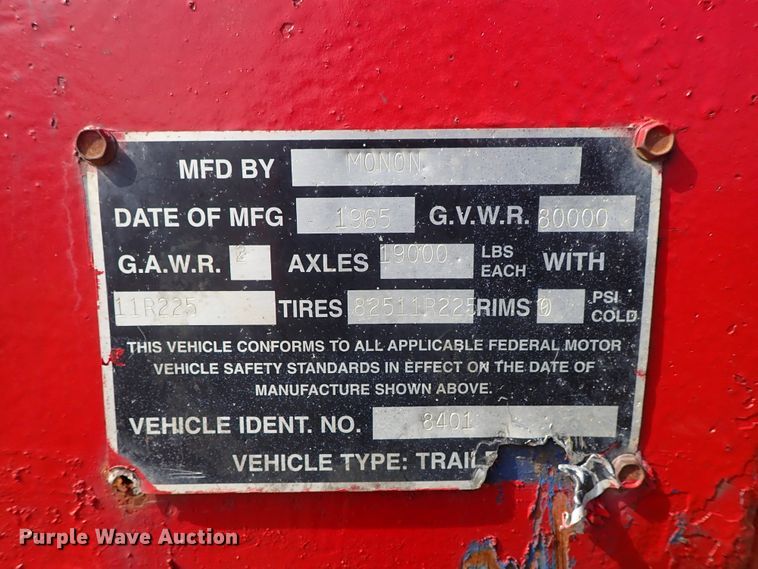 MFD BY MONON
DATE OF MFG 1965 G.V.W.R. 80000
G.A.W.R. 2 AXLES 19000 LBS EACH WITH
11R225 TIRES 82511R225 RIMS 0 PSI COLD
THIS VEHICLE CONFORMS TO ALL APPLICABLE FEDERAL MOTOR
VEHICLE SAFETY STANDARDS IN EFFECT ON THE DATE OF
MANUFACTURE SHOWN ABOVE.
VEHICLE IDENT. NO. 8401
VEHICLE TYPE:
Purple Wave Auction